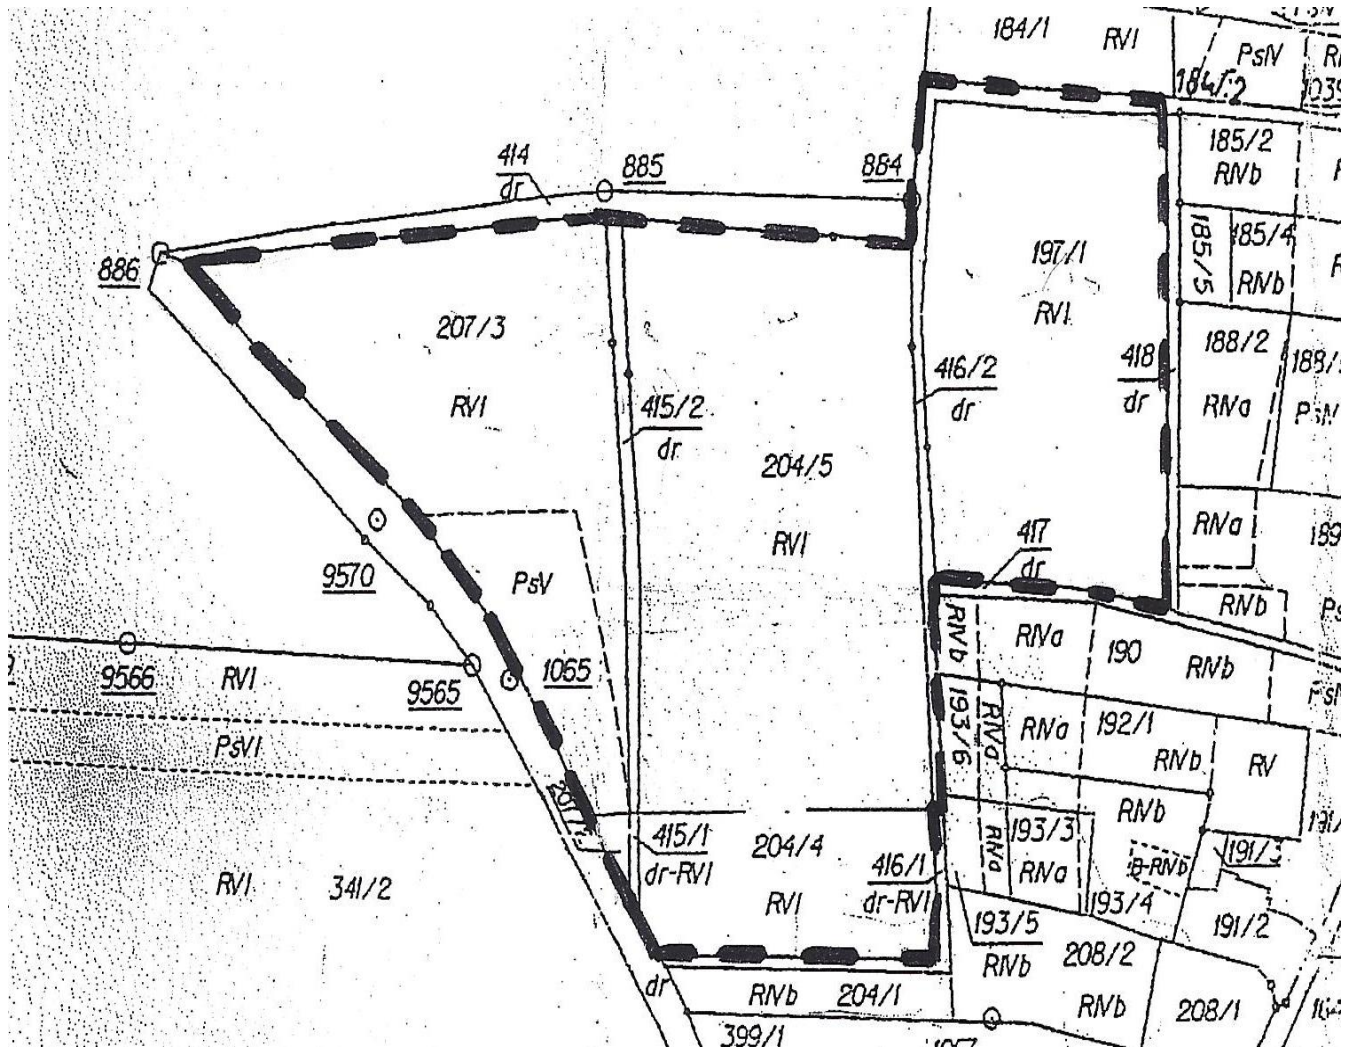 184/1
RVI
PsN
184/2
414
dr
885
884
185/2
RIVb
886
197/1
RVI
185/5
185/4
RIVb
207/3
RVI
416/2
dr
418
dr
188/2
RIVa
415/2
dr
204/5
RVI
417
dr
RIVa
189
9570
PsV
RIVb
RIVb
RIVa
190
RIVb
9566
RVI
9565
1065
193/6
RIVa
RIVa
192/1
RIVb
RV
PsVI
RIVb
415/1
dr-RVI
204/4
RVI
416/1
dr-RVI
RIVa
193/3
RIVa
B-RIVb
RVI
341/2
193/5
RIVb
193/4
191/2
208/2
RIVb
208/1
dr
RIVb
204/1
399/1